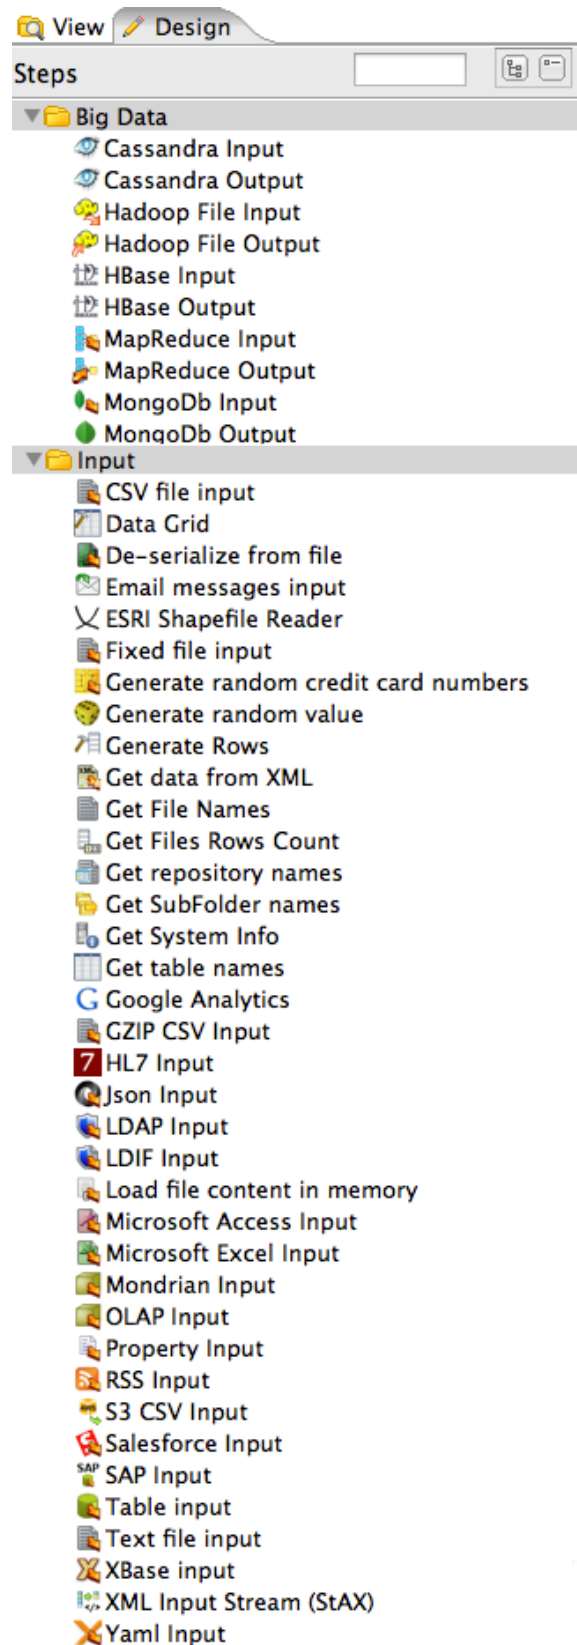 View Design
Steps
Big Data
Cassandra Input
Cassandra Output
Hadoop File Input
Hadoop File Output
HBase Input
HBase Output
MapReduce Input
MapReduce Output
MongoDb Input
MongoDb Output
Input
CSV file input
Data Grid
De-serialize from file
Email messages input
ESRI Shapefile Reader
Fixed file input
Generate random credit card numbers
Generate random value
Generate Rows
Get data from XML
Get File Names
Get Files Rows Count
Get repository names
Get SubFolder names
Get System Info
Get table names
Google Analytics
GZIP CSV Input
7 HL7 Input
Json Input
LDAP Input
LDIF Input
Load file content in memory
Microsoft Access Input
Microsoft Excel Input
Mondrian Input
OLAP Input
Property Input
RSS Input
S3 CSV Input
Salesforce Input
SAP SAP Input
Table input
Text file input
XBase input
XML Input Stream (StAX)
Yaml Input